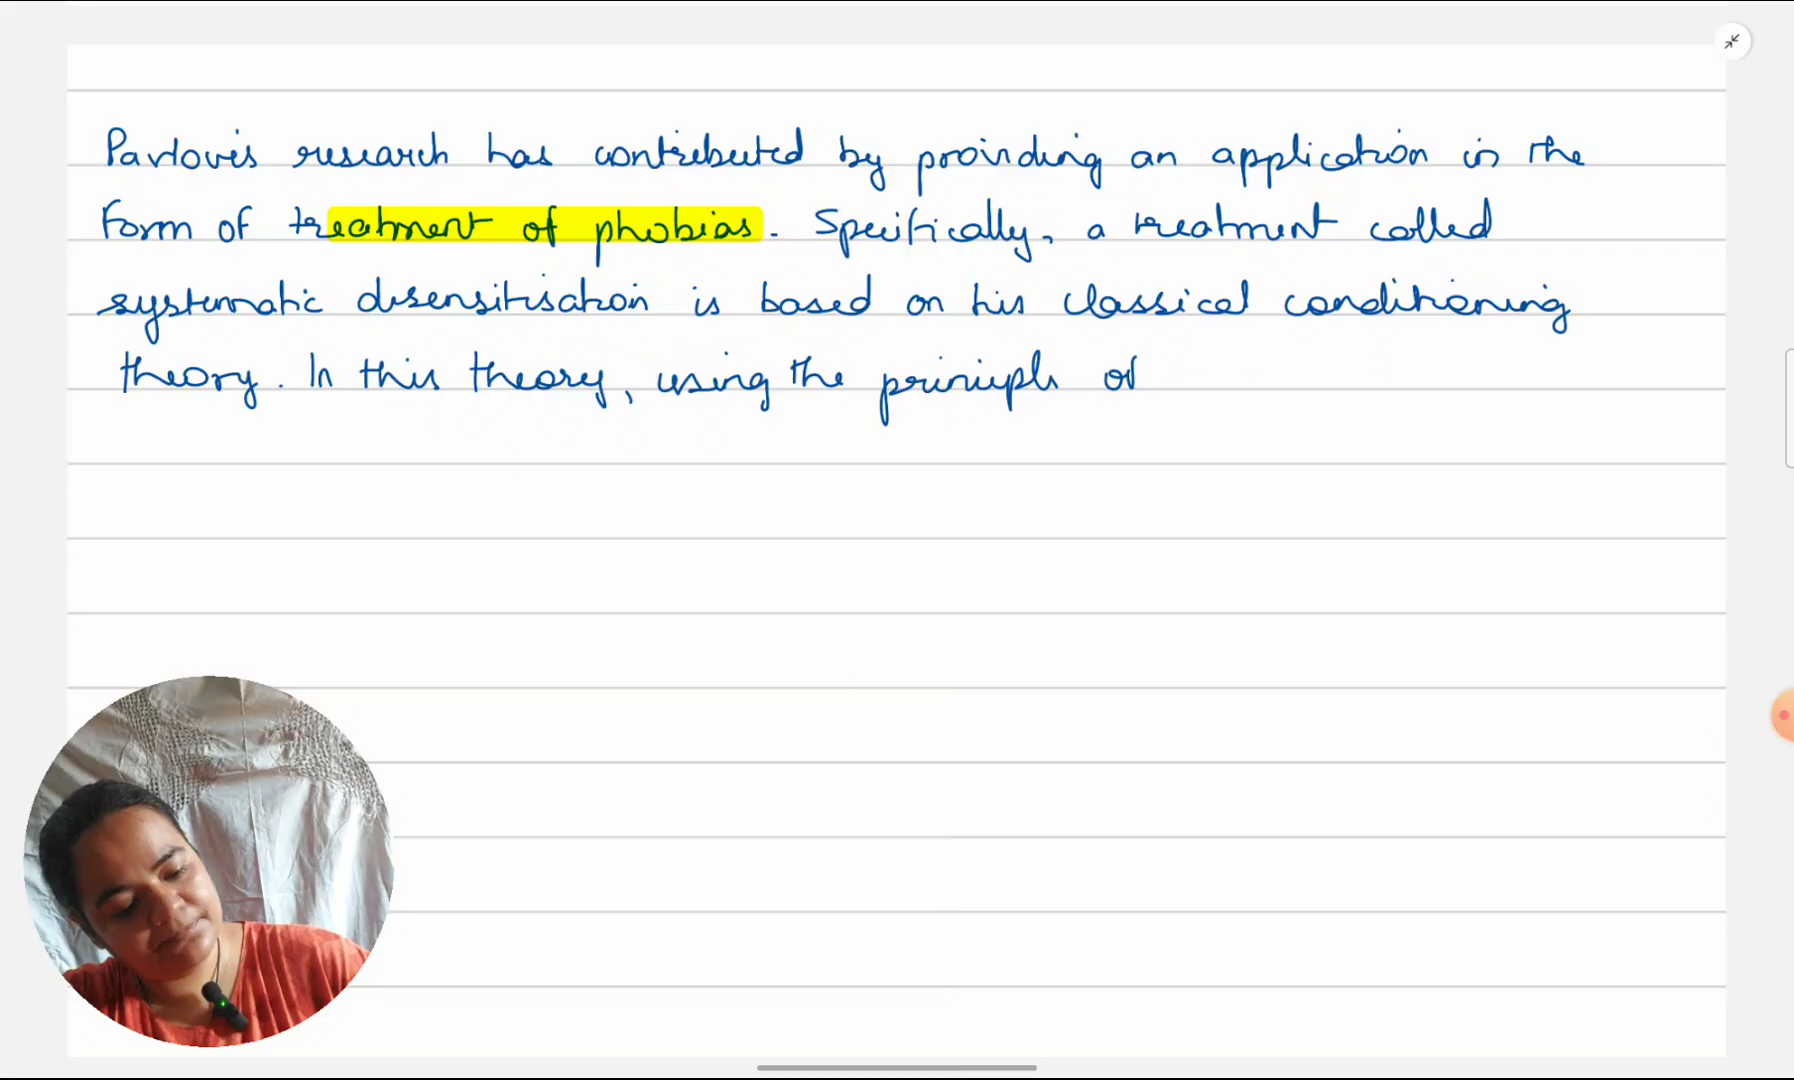 Pavlov's research has contributed by providing an application in the
form of treatment of phobias. Specifically, a treatment called
systematic desensitisation is based on his classical conditioning
theory. In this theory, using the principle of